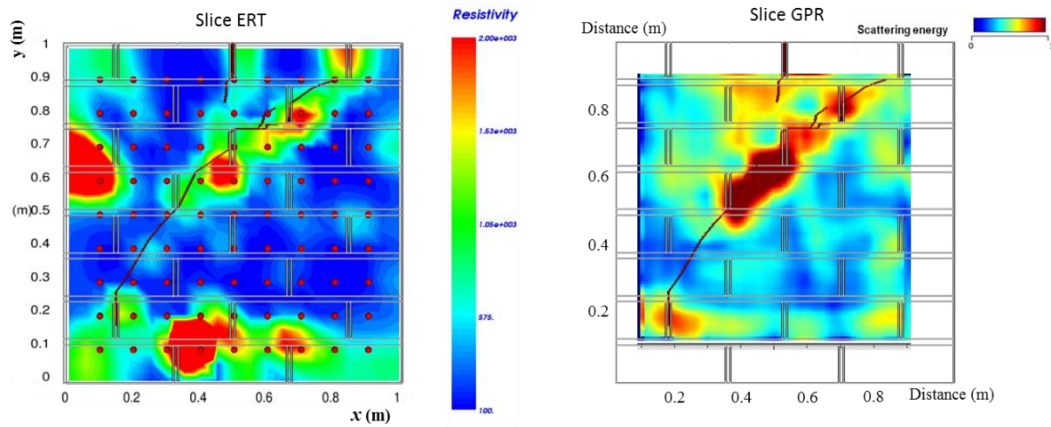 Slice ERT
y (m)
1
0.9
0.8
0.7
0.6
(m)
0.5
0.4
0.3
0.2
0.1
0
0
0.2
0.4
0.6
0.8
1
x (m)
Resistivity
2.00e+003
1.53e+003
1.05e+003
575.
100.
Slice GPR
Distance (m)
Scattering energy
0
1
0.8
0.6
0.4
0.2
0.2
0.4
0.6
0.8
Distance (m)